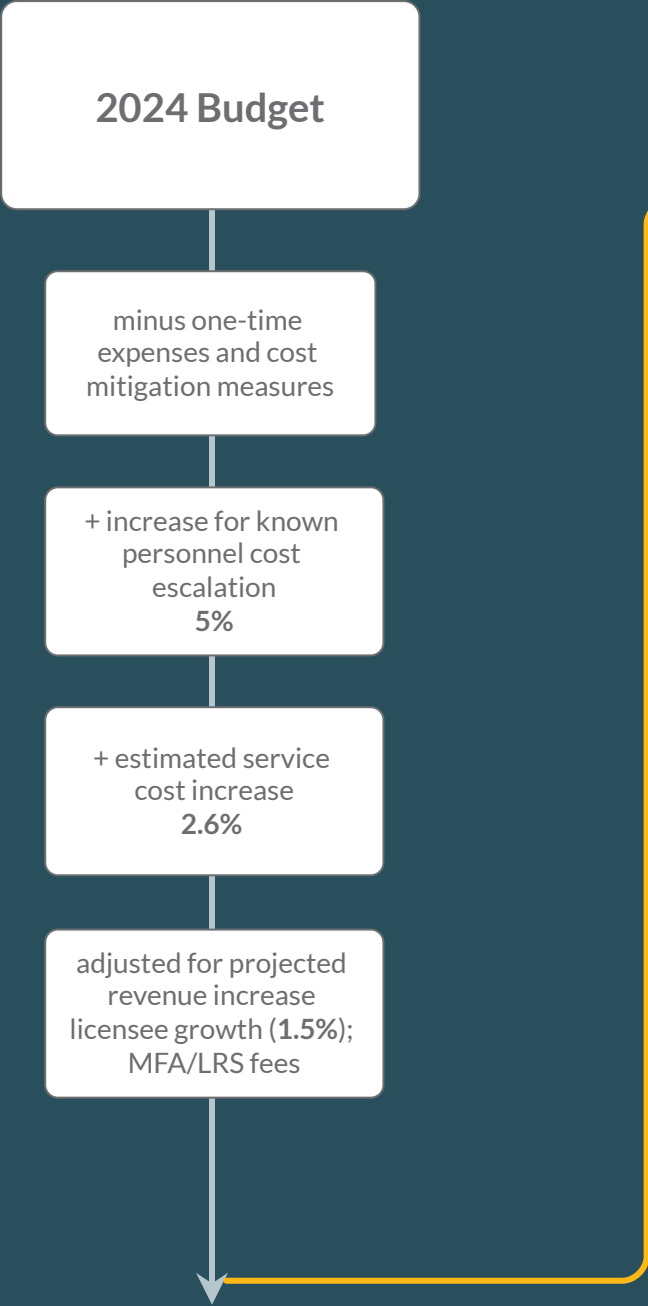 2024 Budget
minus one-time
expenses and cost
mitigation measures
+ increase for known
personnel cost
escalation
5%
+ estimated service
cost increase
2.6%
adjusted for projected
revenue increase
licensee growth (1.5%);
MFA/LRS fees